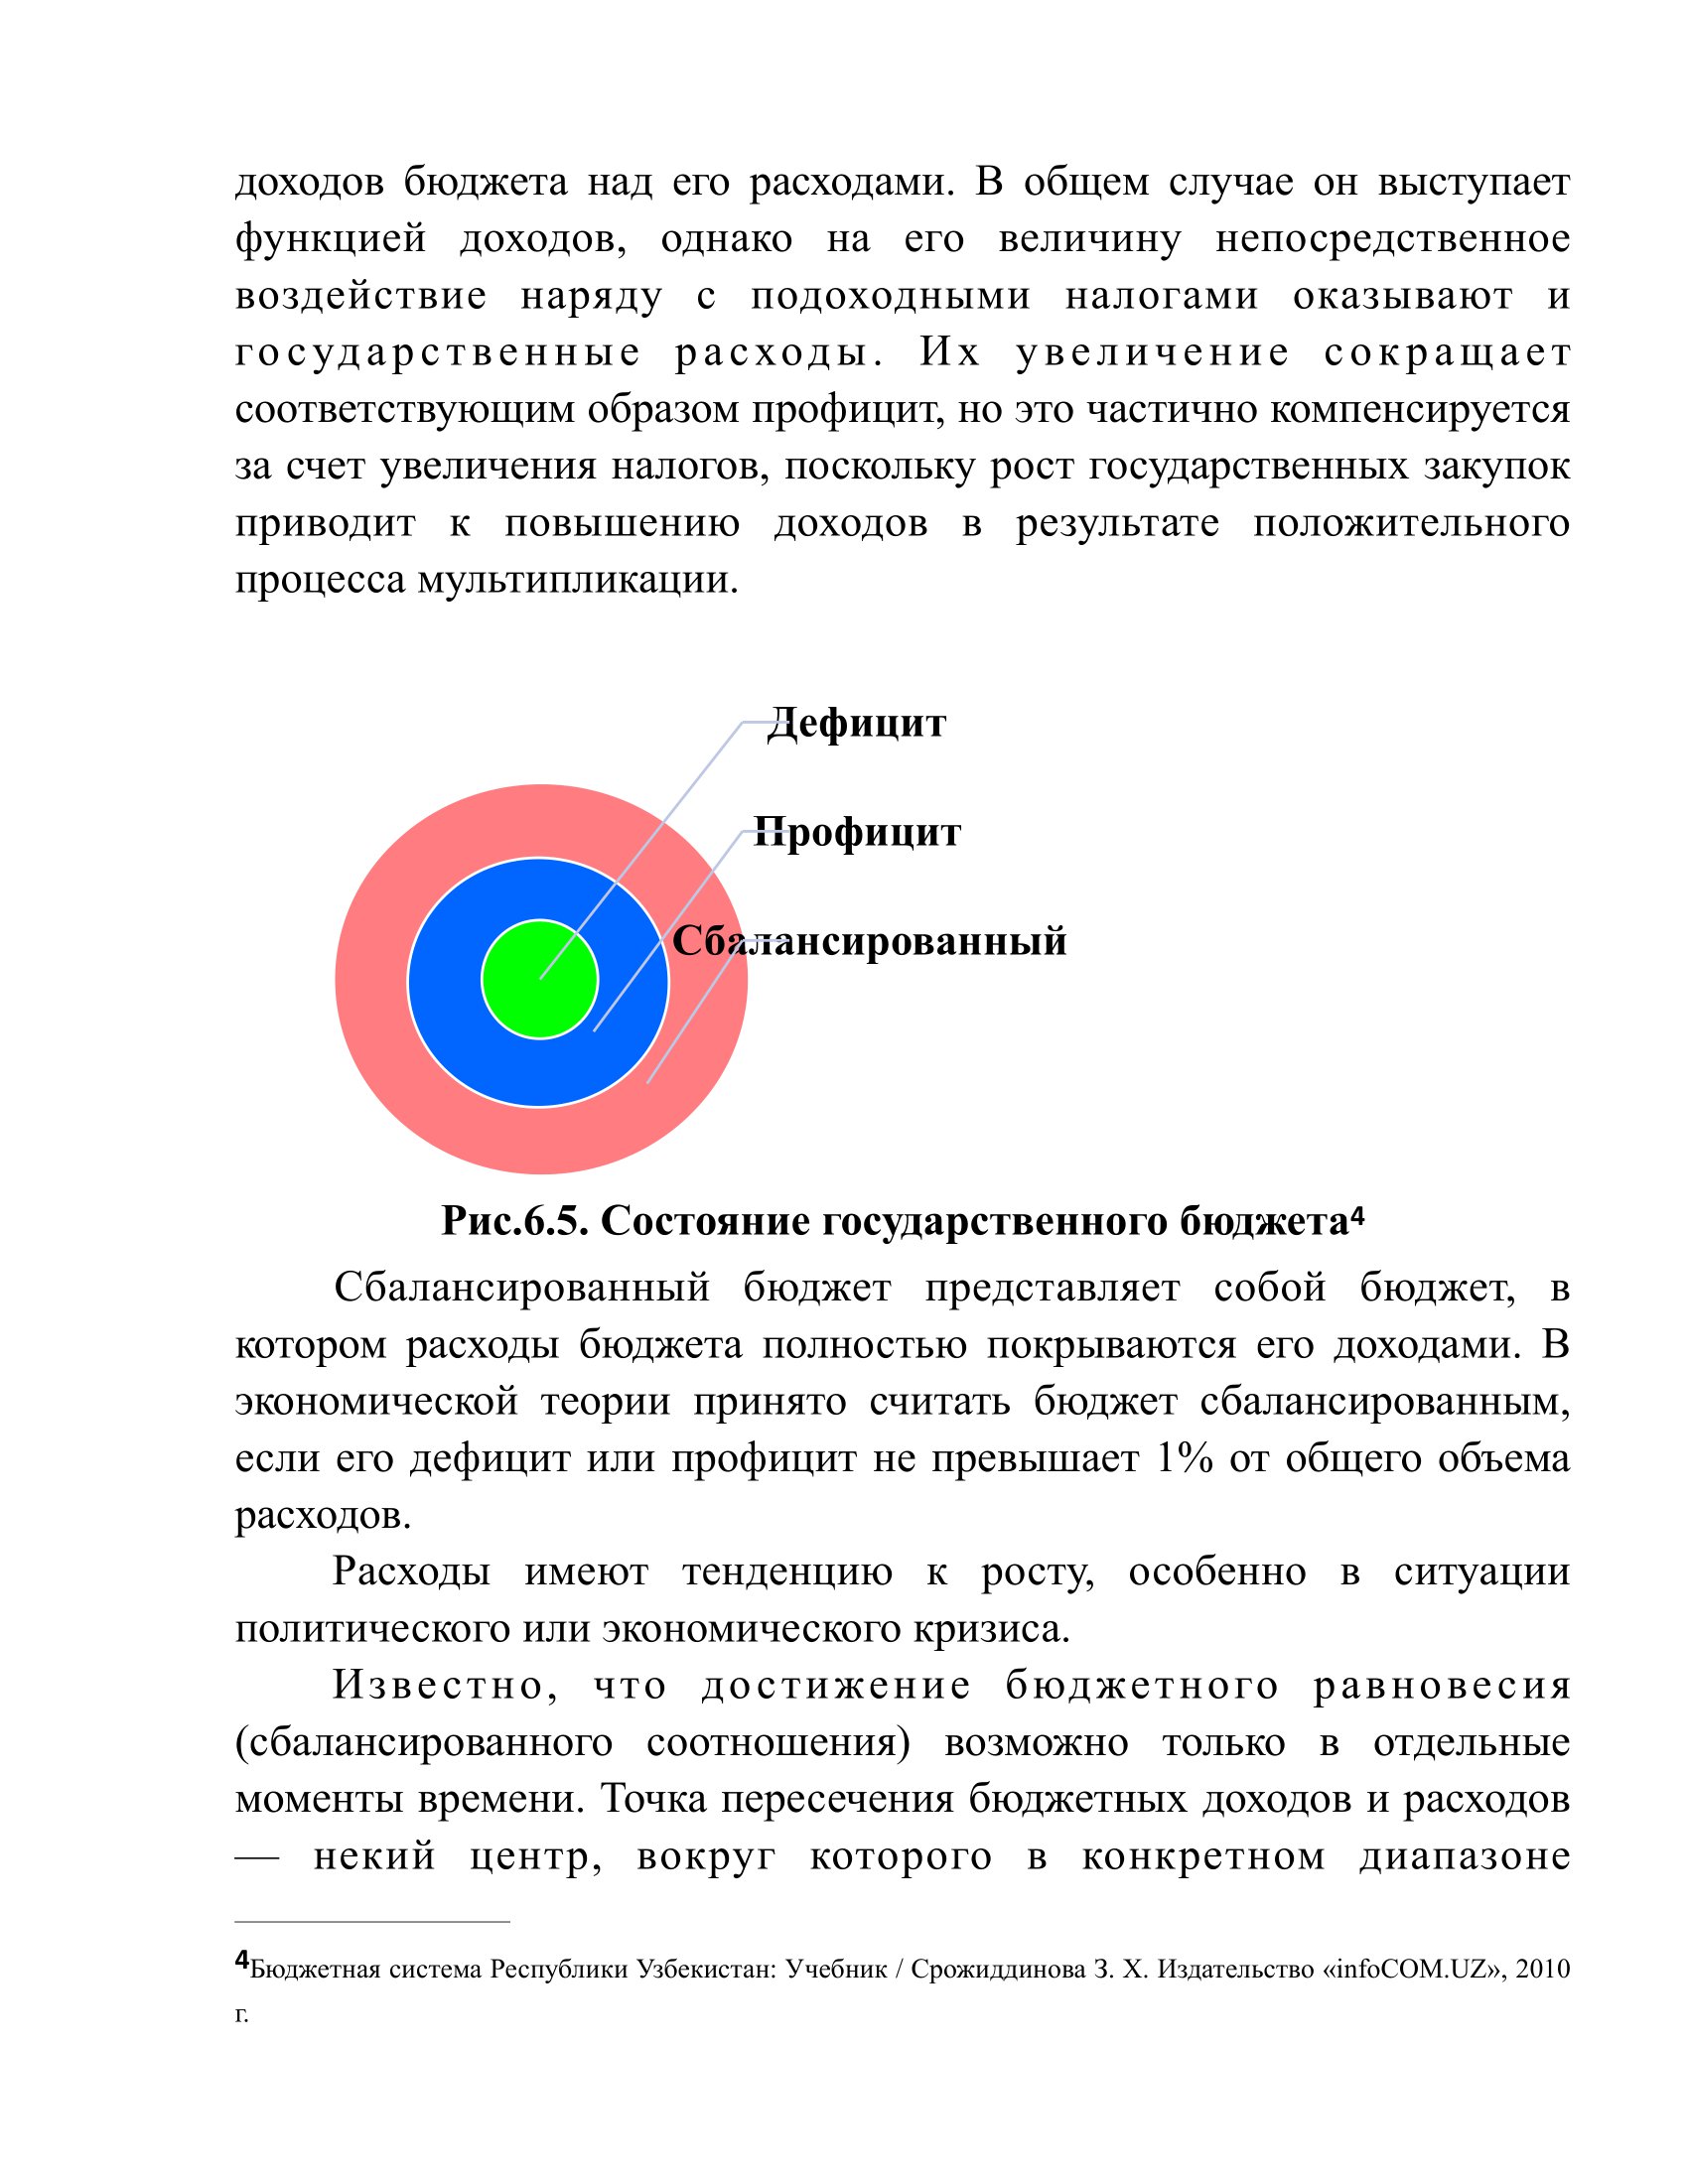 доходов бюджета над его расходами. В общем случае он выступает
функцией доходов, однако на его величину непосредственное
воздействие наряду с подоходными налогами оказывают и
государственные расходы. Их увеличение сокращает
соответствующим образом профицит, но это частично компенсируется
за счет увеличения налогов, поскольку рост государственных закупок
приводит к повышению доходов в результате положительного
процесса мультипликации.
Дефицит
Профицит
Сбалансированный
Рис.6.5. Состояние государственного бюджета4
Сбалансированный бюджет представляет собой бюджет, в
котором расходы бюджета полностью покрываются его доходами. В
экономической теории принято считать бюджет сбалансированным,
если его дефицит или профицит не превышает 1% от общего объема
расходов.
Расходы имеют тенденцию к росту, особенно в ситуации
политического или экономического кризиса.
Известно, что достижение бюджетного равновесия
(сбалансированного соотношения) возможно только в отдельные
моменты времени. Точка пересечения бюджетных доходов и расходов
— некий центр, вокруг которого в конкретном диапазоне
4Бюджетная система Республики Узбекистан: Учебник / Срожиддинова З. Х. Издательство «infoCOM.UZ», 2010
г.